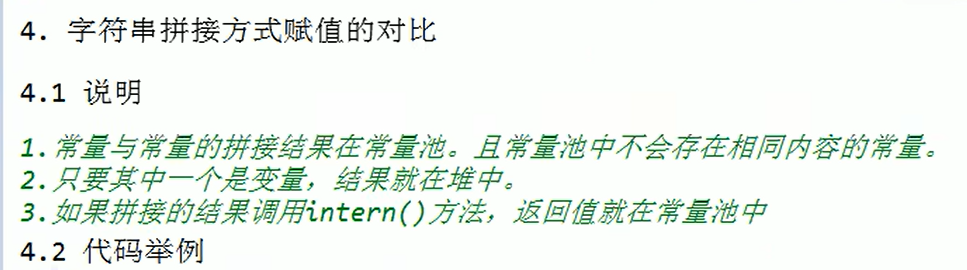 4. 字符串拼接方式赋值的对比
4.1 说明
1.常量与常量的拼接结果在常量池。且常量池中不会存在相同内容的常量。
2.只要其中一个是变量，结果就在堆中。
3.如果拼接的结果调用intern()方法，返回值就在常量池中
4.2 代码举例